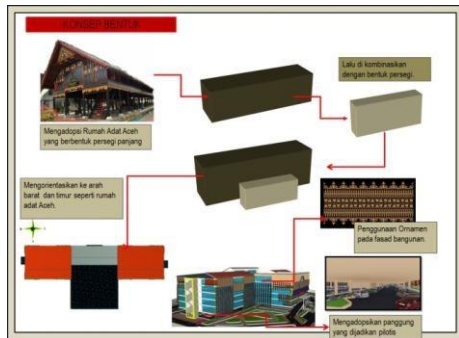 KONSEP BENTUK
Lalu di kombinasikan
dengan bentuk persegi.
Mengadopsi Rumah Adat Aceh
yang berbentuk persegi panjang
Mengorientasikan ke arah
barat dan timur seperti rumah
adat Aceh.
Penggunaan Ornamen
pada fasad bangunan.
Mengadopsikan panggung
yang dijadikan pilotis